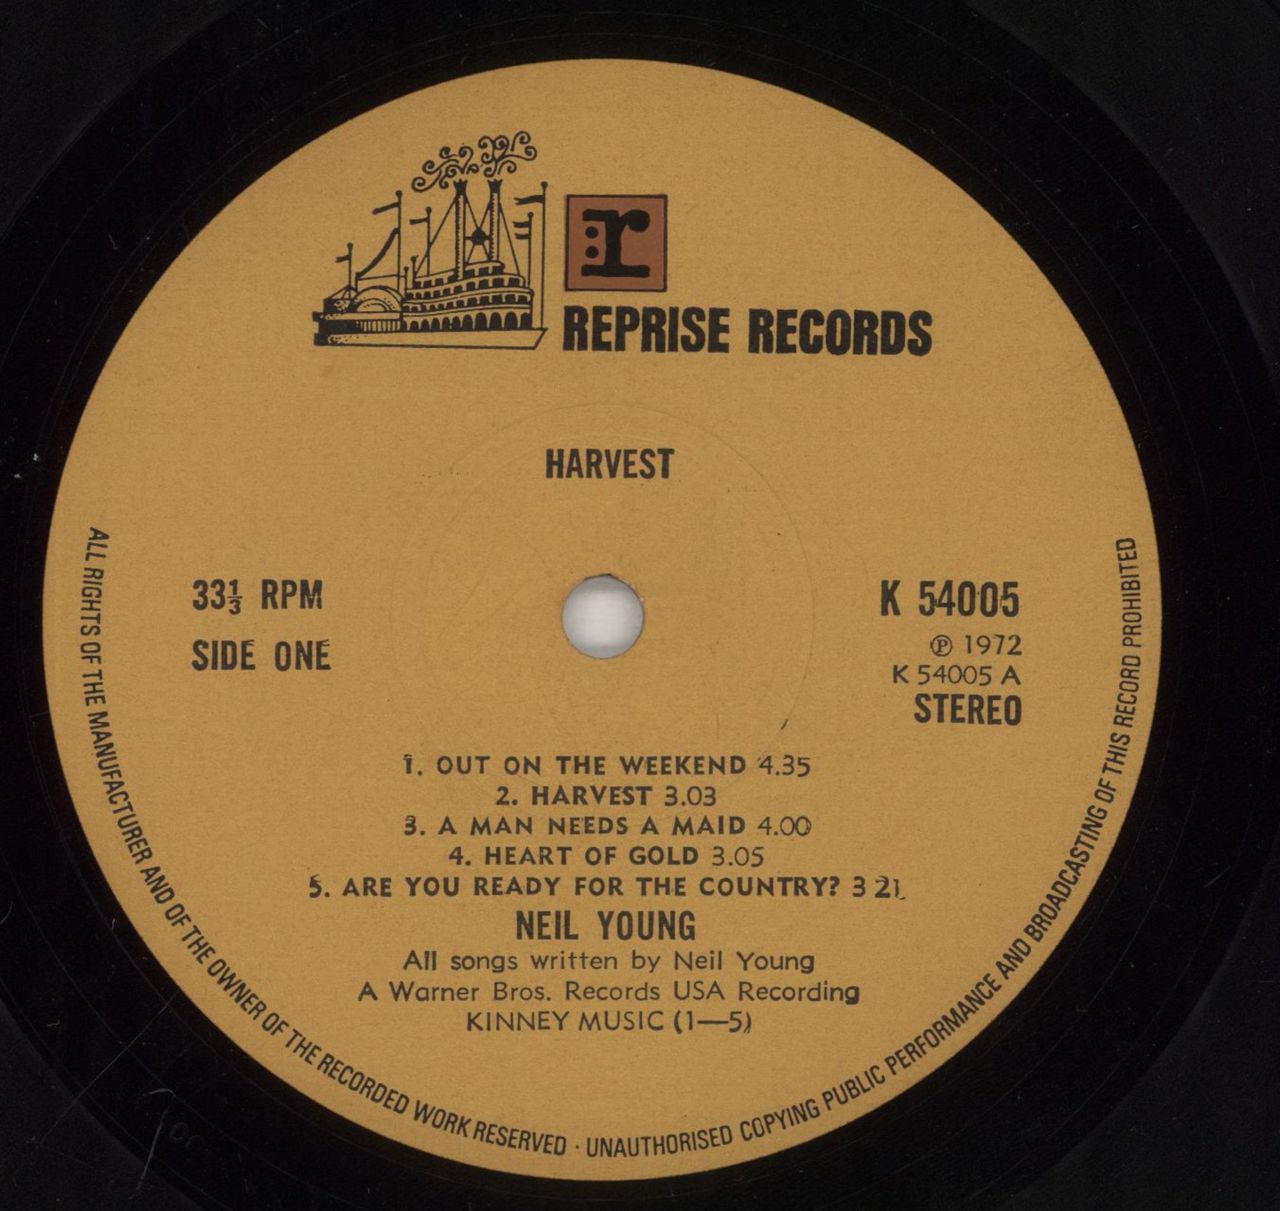 r
REPRISE RECORDS
HARVEST
33⅓ RPM
SIDE ONE
K 54005
℗ 1972
K 54005 A
STEREO
1. OUT ON THE WEEKEND 4.35
2. HARVEST 3.03
3. A MAN NEEDS A MAID 4.00
4. HEART OF GOLD 3.05
5. ARE YOU READY FOR THE COUNTRY? 3 21
NEIL YOUNG
All songs written by Neil Young
A Warner Bros. Records USA Recording
KINNEY MUSIC (1—5)
ALL RIGHTS OF THE MANUFACTURER AND OF THE OWNER OF THE RECORDED WORK RESERVED · UNAUTHORISED COPYING PUBLIC PERFORMANCE AND BROADCASTING OF THIS RECORD PROHIBITED